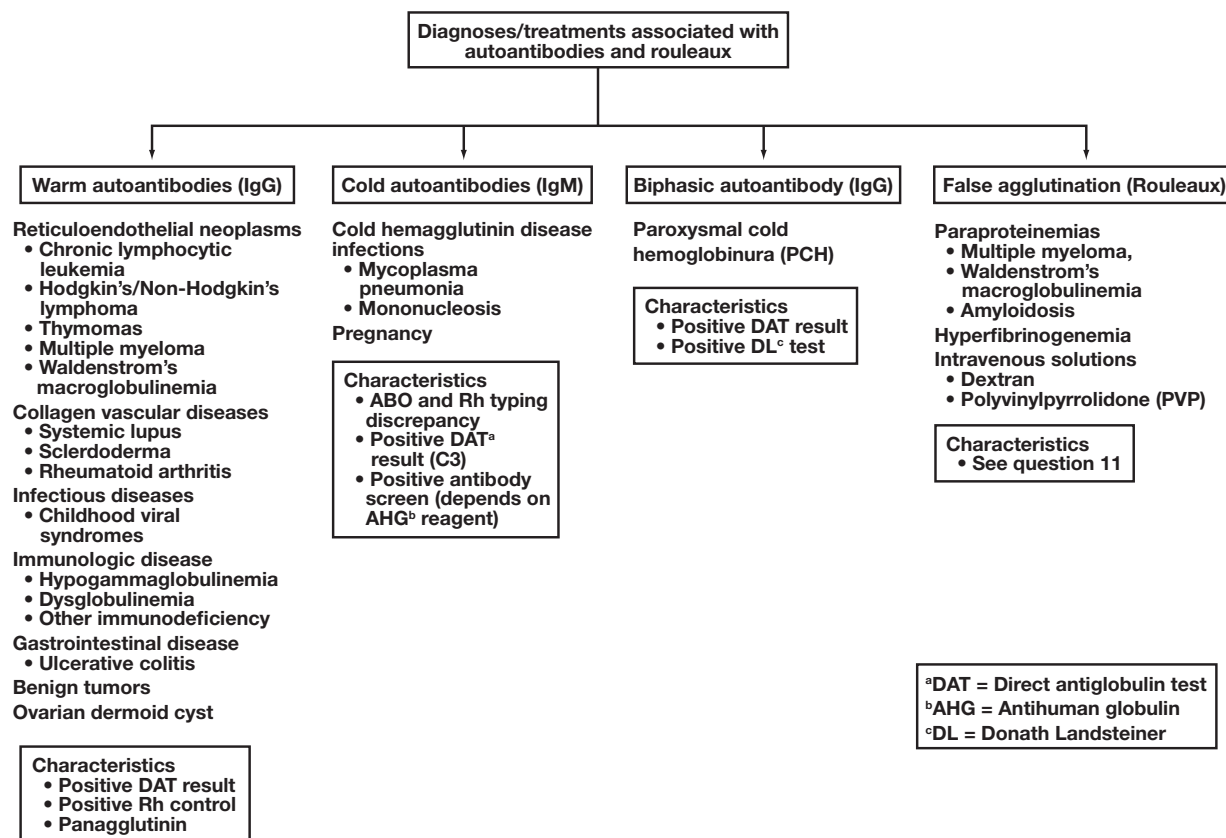 Diagnoses/treatments associated with
autoantibodies and rouleaux
Warm autoantibodies (IgG)
Reticuloendothelial neoplasms
• Chronic lymphocytic
leukemia
• Hodgkin's/Non-Hodgkin's
lymphoma
• Thymomas
• Multiple myeloma
• Waldenstrom's
macroglobulinemia
Collagen vascular diseases
• Systemic lupus
• Sclerdoderma
• Rheumatoid arthritis
Infectious diseases
• Childhood viral
syndromes
Immunologic disease
• Hypogammaglobulinemia
• Dysglobulinemia
• Other immunodeficiency
Gastrointestinal disease
• Ulcerative colitis
Benign tumors
Ovarian dermoid cyst
Characteristics
• Positive DAT result
• Positive Rh control
• Panagglutinin
Cold autoantibodies (IgM)
Cold hemagglutinin disease
infections
• Mycoplasma
pneumonia
• Mononucleosis
Pregnancy
Characteristics
• ABO and Rh typing
discrepancy
• Positive DATᵃ
result (C3)
• Positive antibody
screen (depends on
AHGᵇ reagent)
Biphasic autoantibody (IgG)
Paroxysmal cold
hemoglobinura (PCH)
Characteristics
• Positive DAT result
• Positive DLᶜ test
False agglutination (Rouleaux)
Paraproteinemias
• Multiple myeloma,
• Waldenstrom's
macroglobulinemia
• Amyloidosis
Hyperfibrinogenemia
Intravenous solutions
• Dextran
• Polyvinylpyrrolidone (PVP)
Characteristics
• See question 11
ᵃDAT = Direct antiglobulin test
ᵇAHG = Antihuman globulin
ᶜDL = Donath Landsteiner